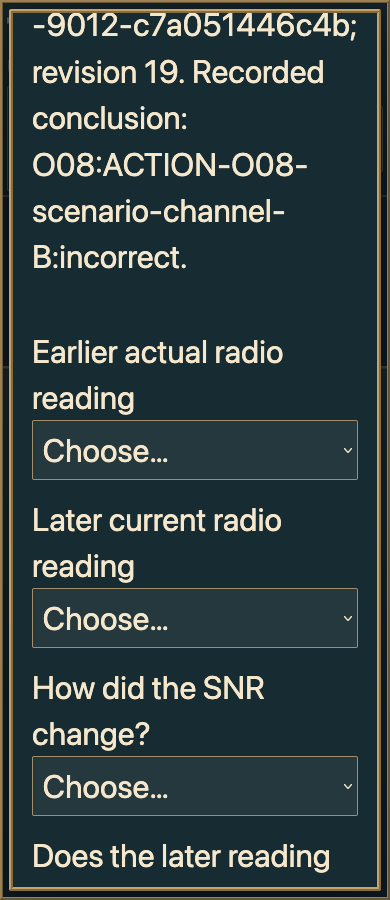 -9012-c7a051446c4b;
revision 19. Recorded
conclusion:
O08:ACTION-O08-
scenario-channel-
B:incorrect.
Earlier actual radio
reading
Choose...
Later current radio
reading
Choose...
How did the SNR
change?
Choose...
Does the later reading